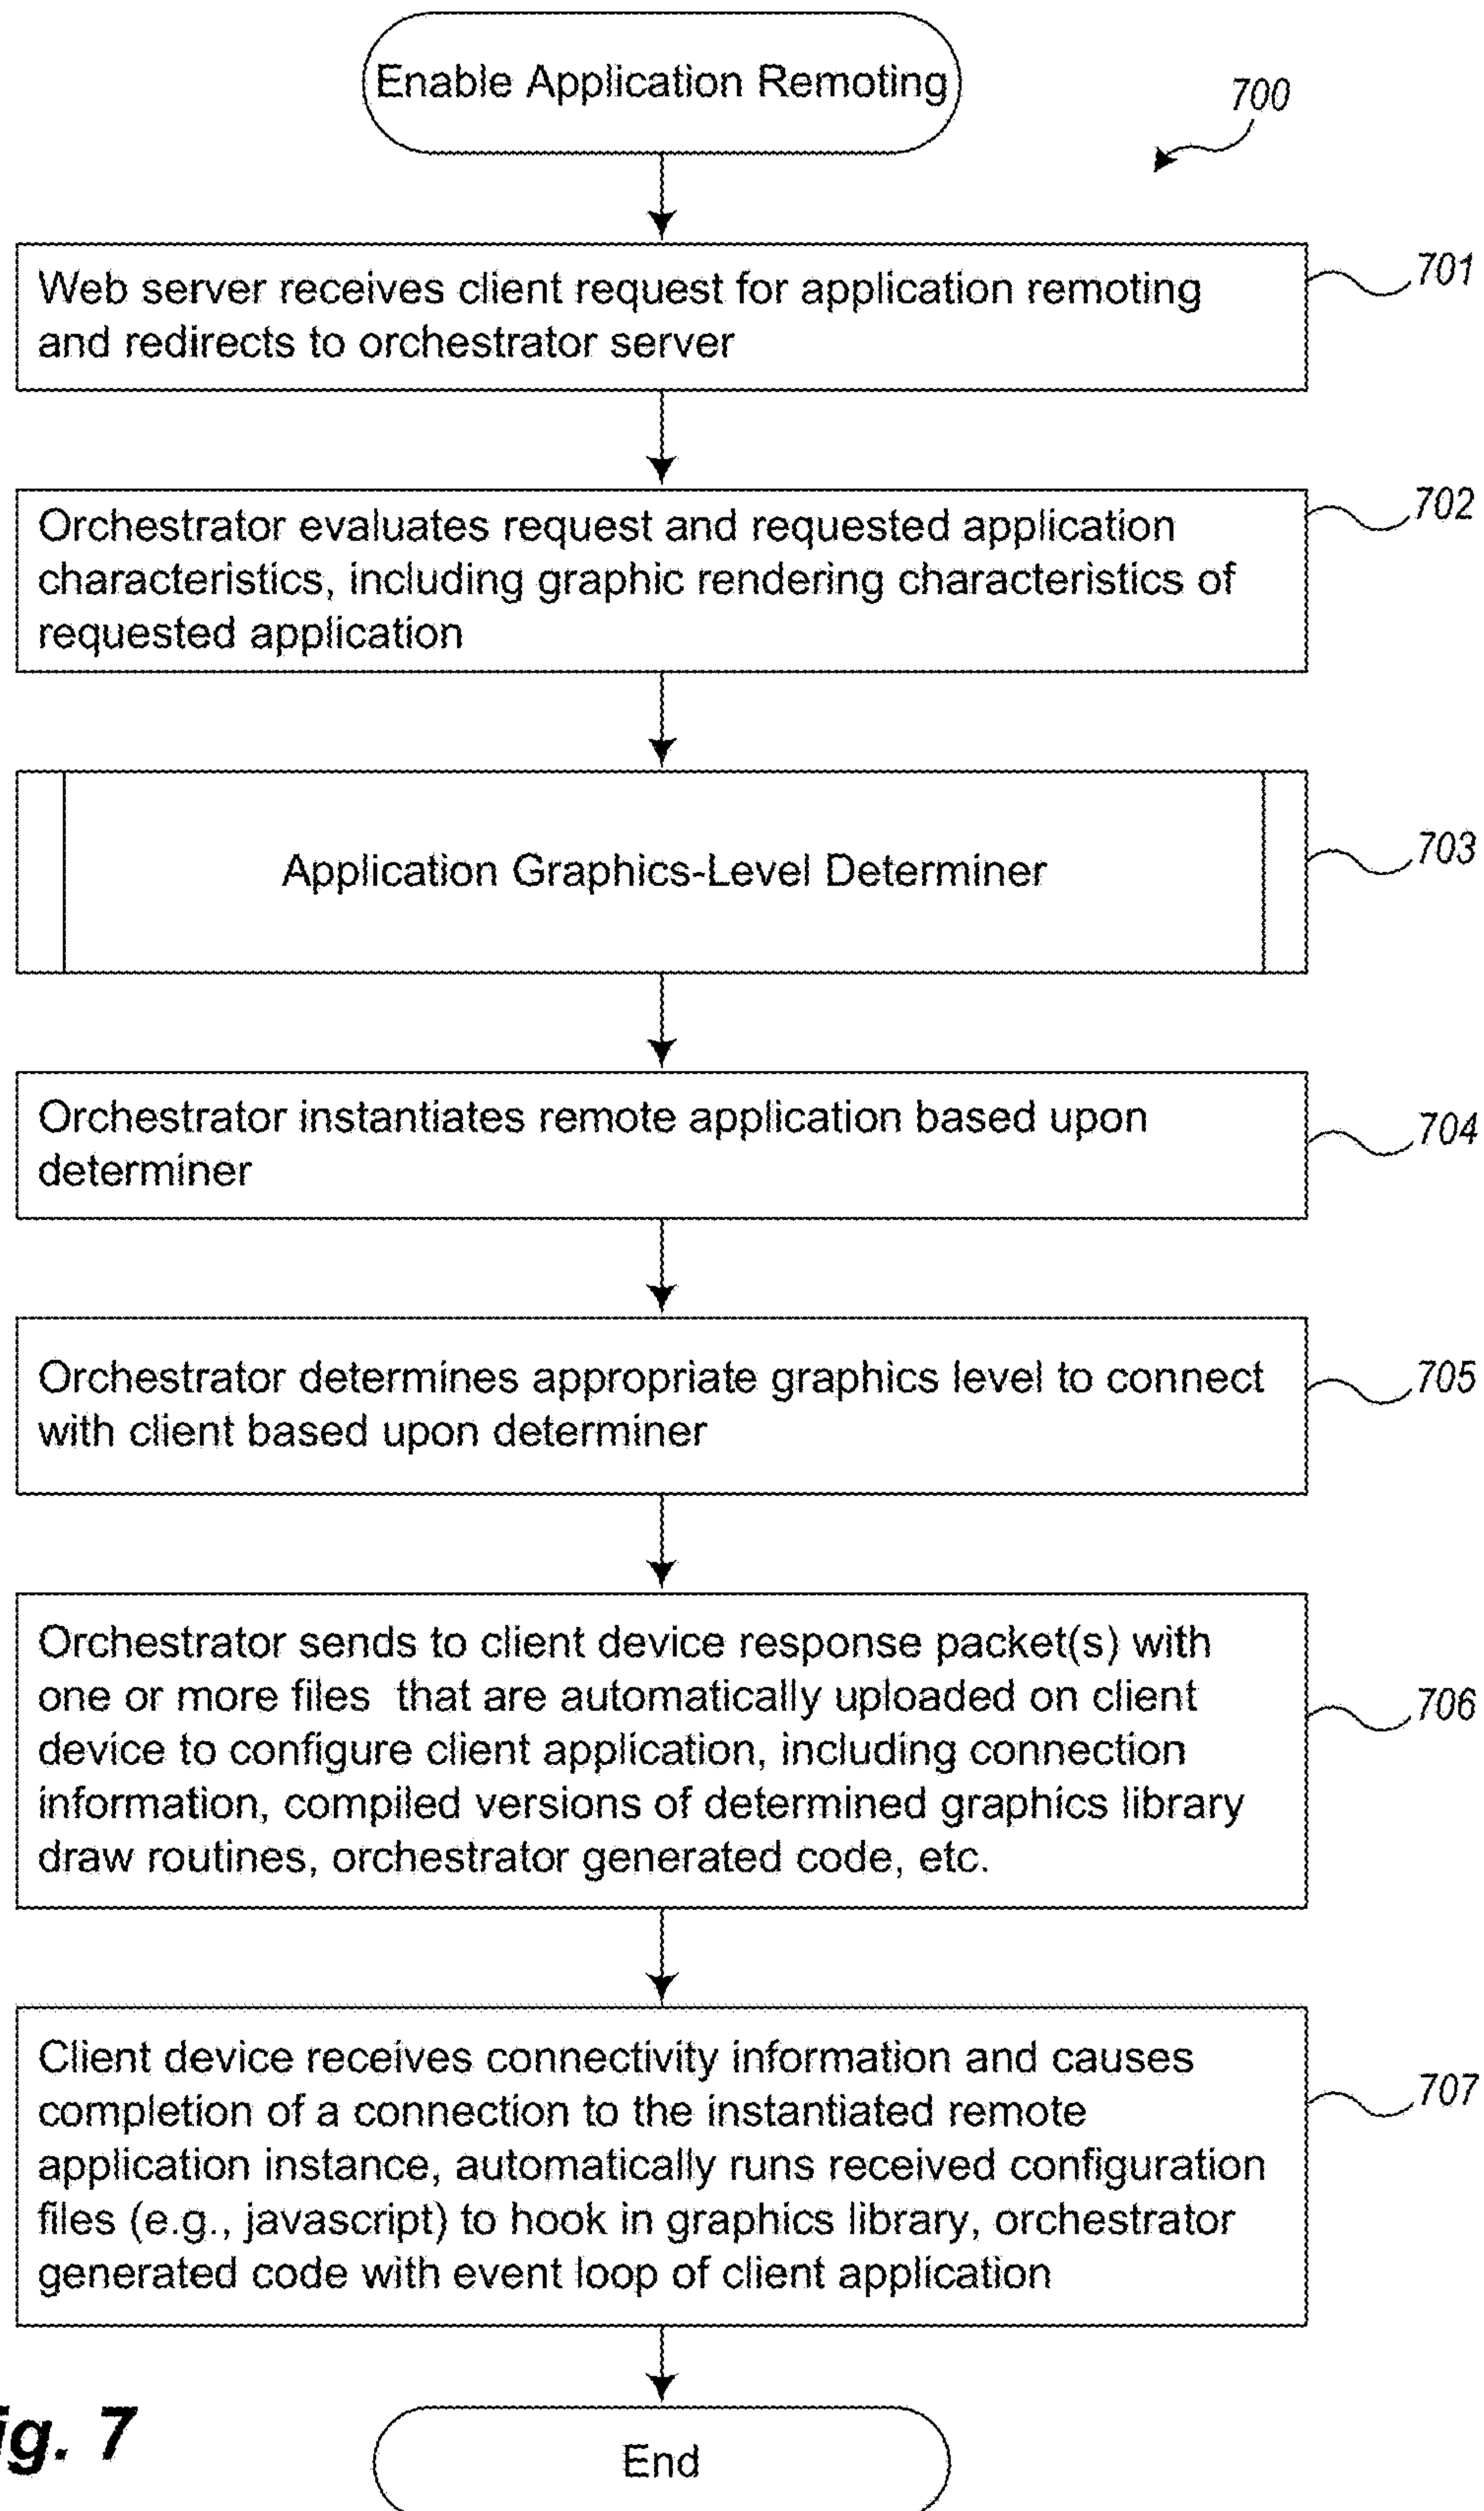 Enable Application Remoting
700
Web server receives client request for application remoting
and redirects to orchestrator server
701
Orchestrator evaluates request and requested application
characteristics, including graphic rendering characteristics of
requested application
702
Application Graphics-Level Determiner
703
Orchestrator instantiates remote application based upon
determiner
704
Orchestrator determines appropriate graphics level to connect
with client based upon determiner
705
Orchestrator sends to client device response packet(s) with
one or more files that are automatically uploaded on client
device to configure client application, including connection
information, compiled versions of determined graphics library
draw routines, orchestrator generated code, etc.
706
Client device receives connectivity information and causes
completion of a connection to the instantiated remote
application instance, automatically runs received configuration
files (e.g., javascript) to hook in graphics library, orchestrator
generated code with event loop of client application
707
ig. 7
End